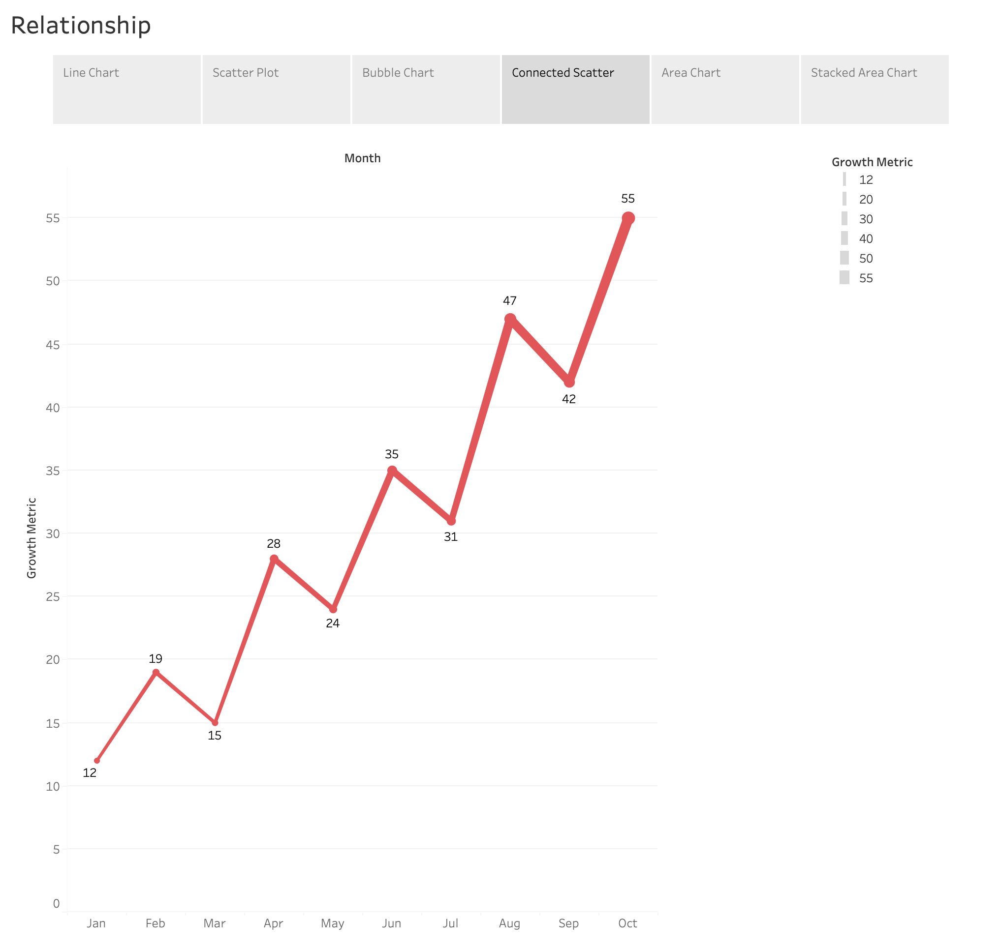 Relationship
Line Chart
Scatter Plot
Bubble Chart
Connected Scatter
Area Chart
Stacked Area Chart
Month
Growth Metric
12
20
30
40
50
55
Growth Metric
55
50
45
40
35
30
25
20
15
10
5
0
12
19
15
28
24
35
31
47
42
55
Jan
Feb
Mar
Apr
May
Jun
Jul
Aug
Sep
Oct